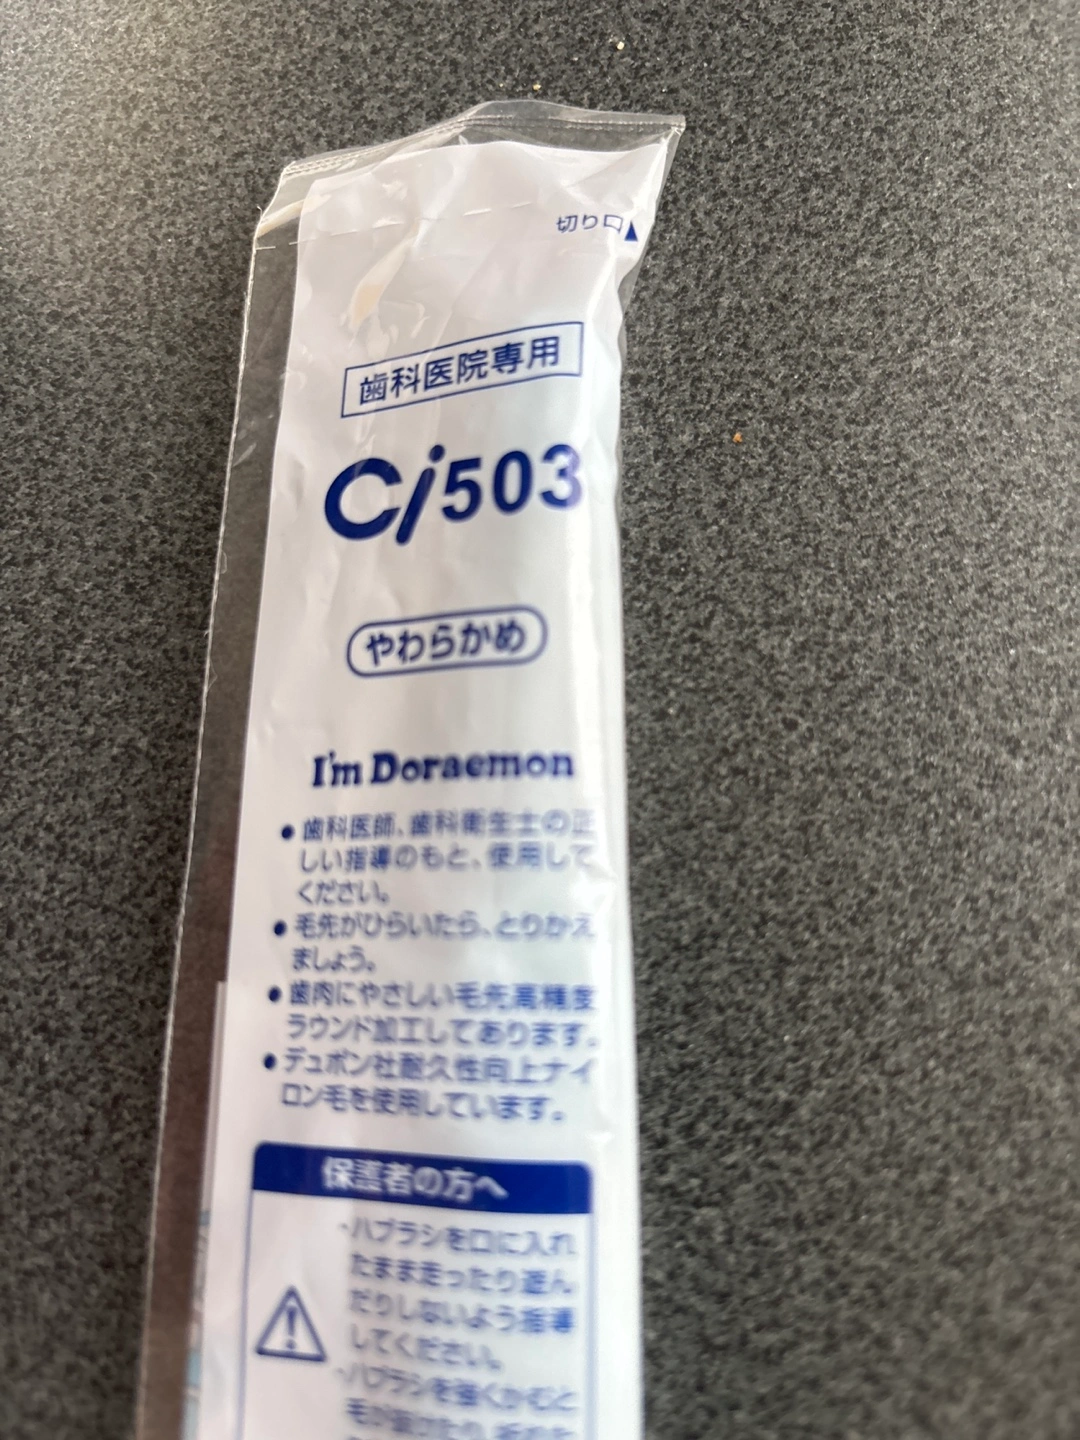 切り口▲
歯科医院専用
Ci503
やわらかめ
I'm Doraemon
●歯科医師、歯科衛生士の正
しい指導のもと、使用して
ください。
●毛先がひらいたら、とりかえ
ましょう。
●歯肉にやさしい毛先高精度
ラウンド加工してあります。
●デュポン社耐久性向上ナイ
ロン毛を使用しています。
保護者の方へ
・ハブラシを口に入れ
たまま走ったり遊ん
だりしないよう指導
してください。
・ハブラシを強くかむと
毛が抜けたり、